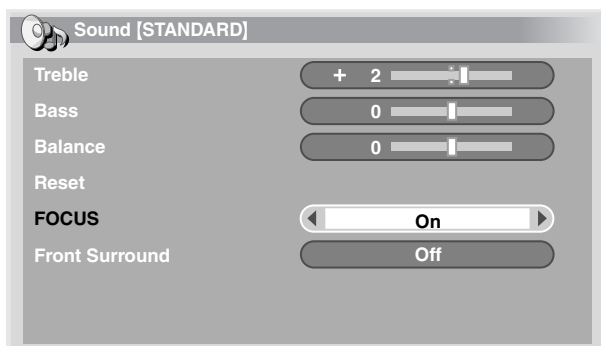 Sound [STANDARD]
Treble + 2
Bass 0
Balance 0
Reset
FOCUS On
Front Surround Off